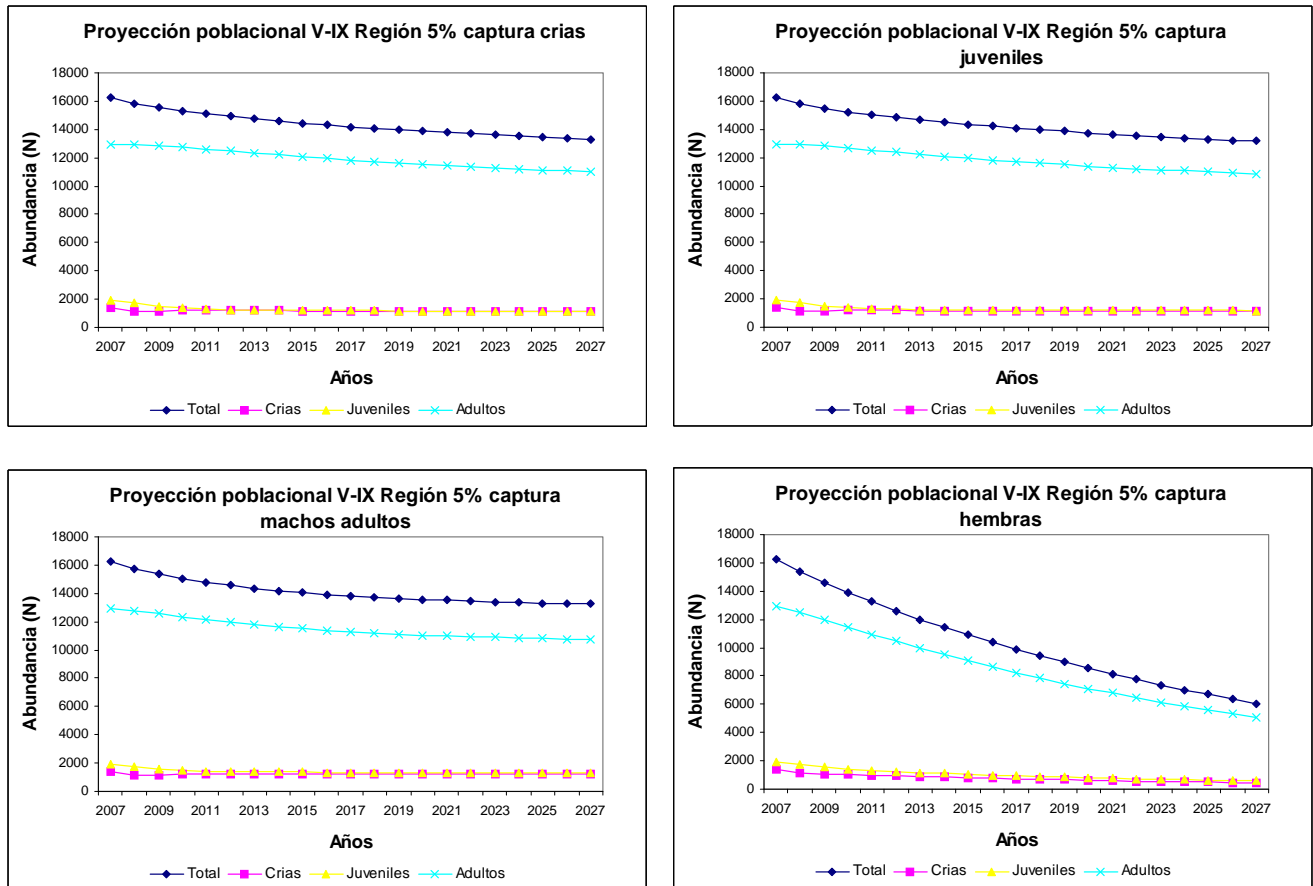 Proyección poblacional V-IX Región 5% captura crias
18000
16000
14000
12000
10000
8000
6000
4000
2000
0
Abundancia (N)
2007 2009 2011 2013 2015 2017 2019 2021 2023 2025 2027
Años
Total Crias Juveniles Adultos
Proyección poblacional V-IX Región 5% captura
juveniles
18000
16000
14000
12000
10000
8000
6000
4000
2000
0
Abundancia (N)
2007 2009 2011 2013 2015 2017 2019 2021 2023 2025 2027
Años
Total Crias Juveniles Adultos
Proyección poblacional V-IX Región 5% captura
machos adultos
18000
16000
14000
12000
10000
8000
6000
4000
2000
0
Abundancia (N)
2007 2009 2011 2013 2015 2017 2019 2021 2023 2025 2027
Años
Total Crias Juveniles Adultos
Proyección poblacional V-IX Región 5% captura
hembras
18000
16000
14000
12000
10000
8000
6000
4000
2000
0
Abundancia (N)
2007 2009 2011 2013 2015 2017 2019 2021 2023 2025 2027
Años
Total Crias Juveniles Adultos